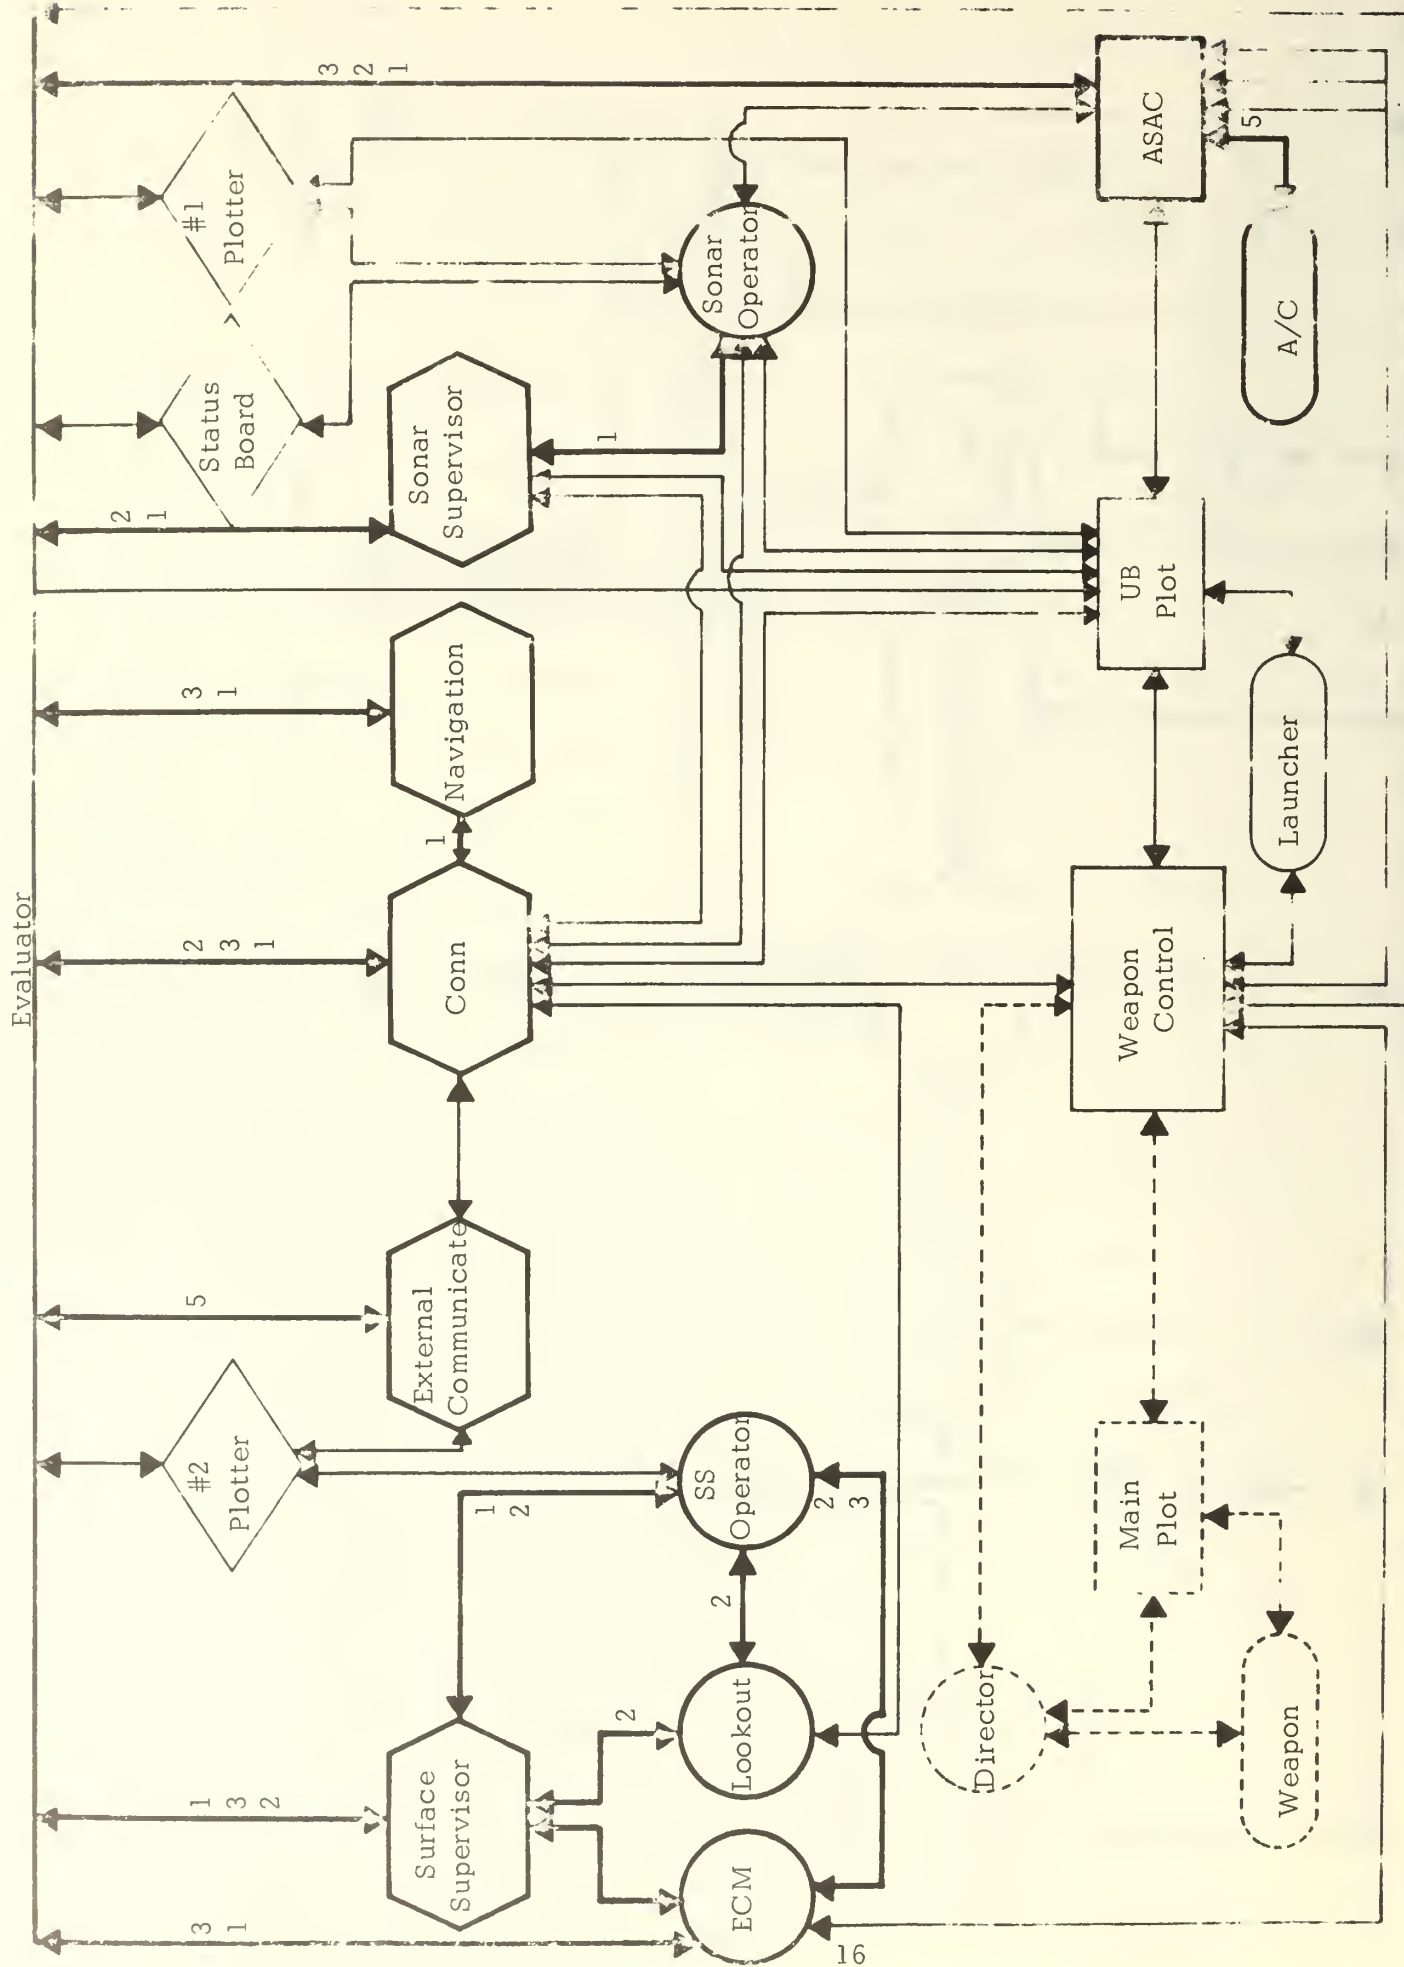 Evaluator
3
1
1
3
2
5
2
3
1
3
1
2
1
3
2
1
#2
Plotter
Status
Board
#1
Plotter
Surface
Supervisor
External
Communicate
Conn
1
Navigation
Sonar
Supervisor
1
2
2
1
ECM
Lookout
2
SS
Operator
2
3
Sonar
Operator
16
Director
Main
Plot
Weapon
Control
UB
Plot
ASAC
5
Weapon
Launcher
A/C